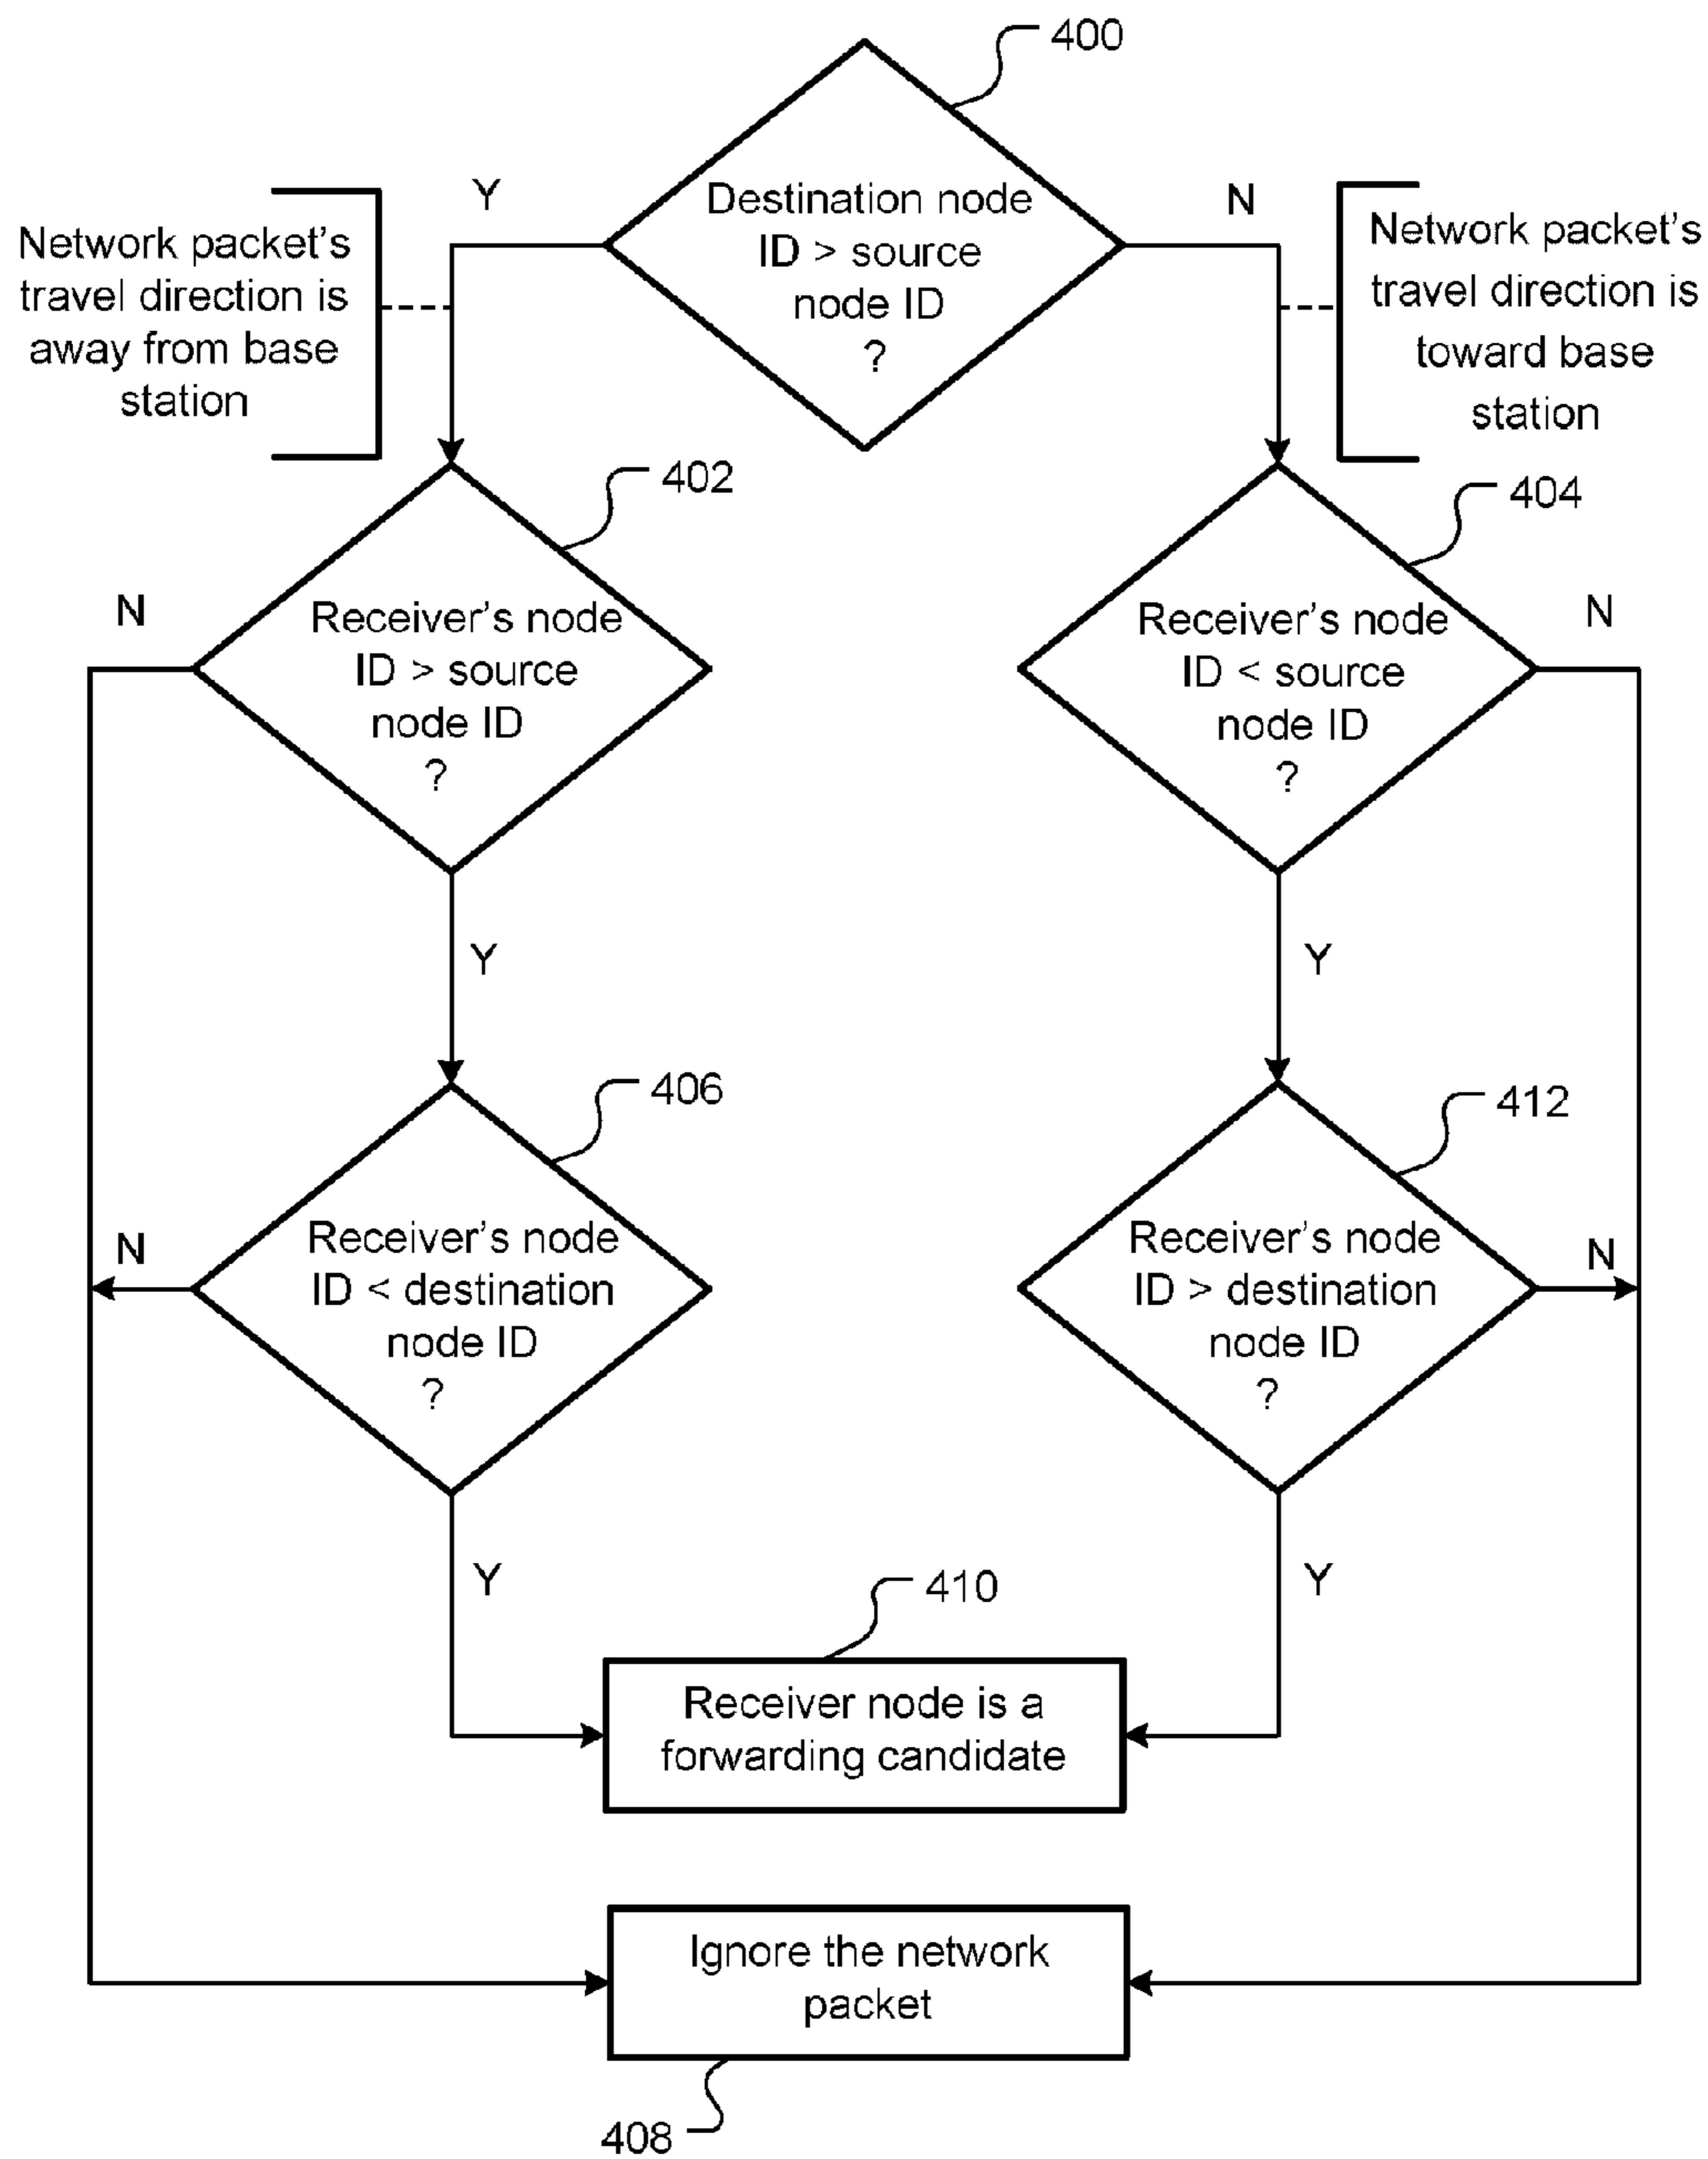 400
Y
N
Destination node
ID > source
node ID
?
Network packet's
travel direction is
away from base
station
Network packet's
travel direction is
toward base
station
402
404
N
Receiver's node
ID > source
node ID
?
Receiver's node
ID < source
node ID
?
N
Y
Y
406
412
N
Receiver's node
ID < destination
node ID
?
Receiver's node
ID > destination
node ID
?
N
Y
Y
410
Receiver node is a
forwarding candidate
Ignore the network
packet
408